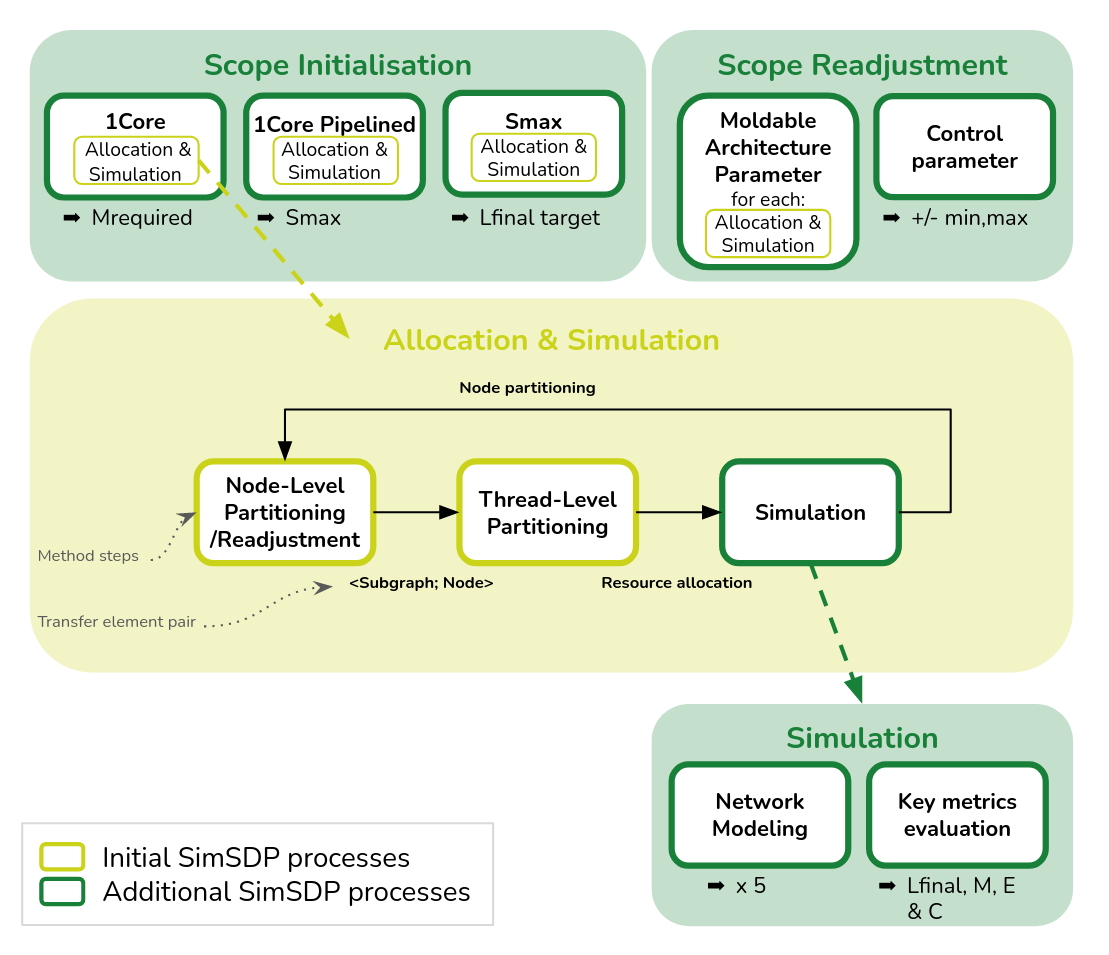 Scope Initialisation
1Core
Allocation &
Simulation
➡ Mrequired
1Core Pipelined
Allocation &
Simulation
➡ Smax
Smax
Allocation &
Simulation
➡ Lfinal target
Scope Readjustment
Moldable
Architecture
Parameter
for each:
Allocation &
Simulation
Control
parameter
➡ +/- min,max
Allocation & Simulation
Node partitioning
Node-Level
Partitioning
/Readjustment
Thread-Level
Partitioning
Simulation
Method steps
<Subgraph; Node>
Resource allocation
Transfer element pair
Simulation
Network
Modeling
➡ x 5
Key metrics
evaluation
➡ Lfinal, M, E
& C
Initial SimSDP processes
Additional SimSDP processes